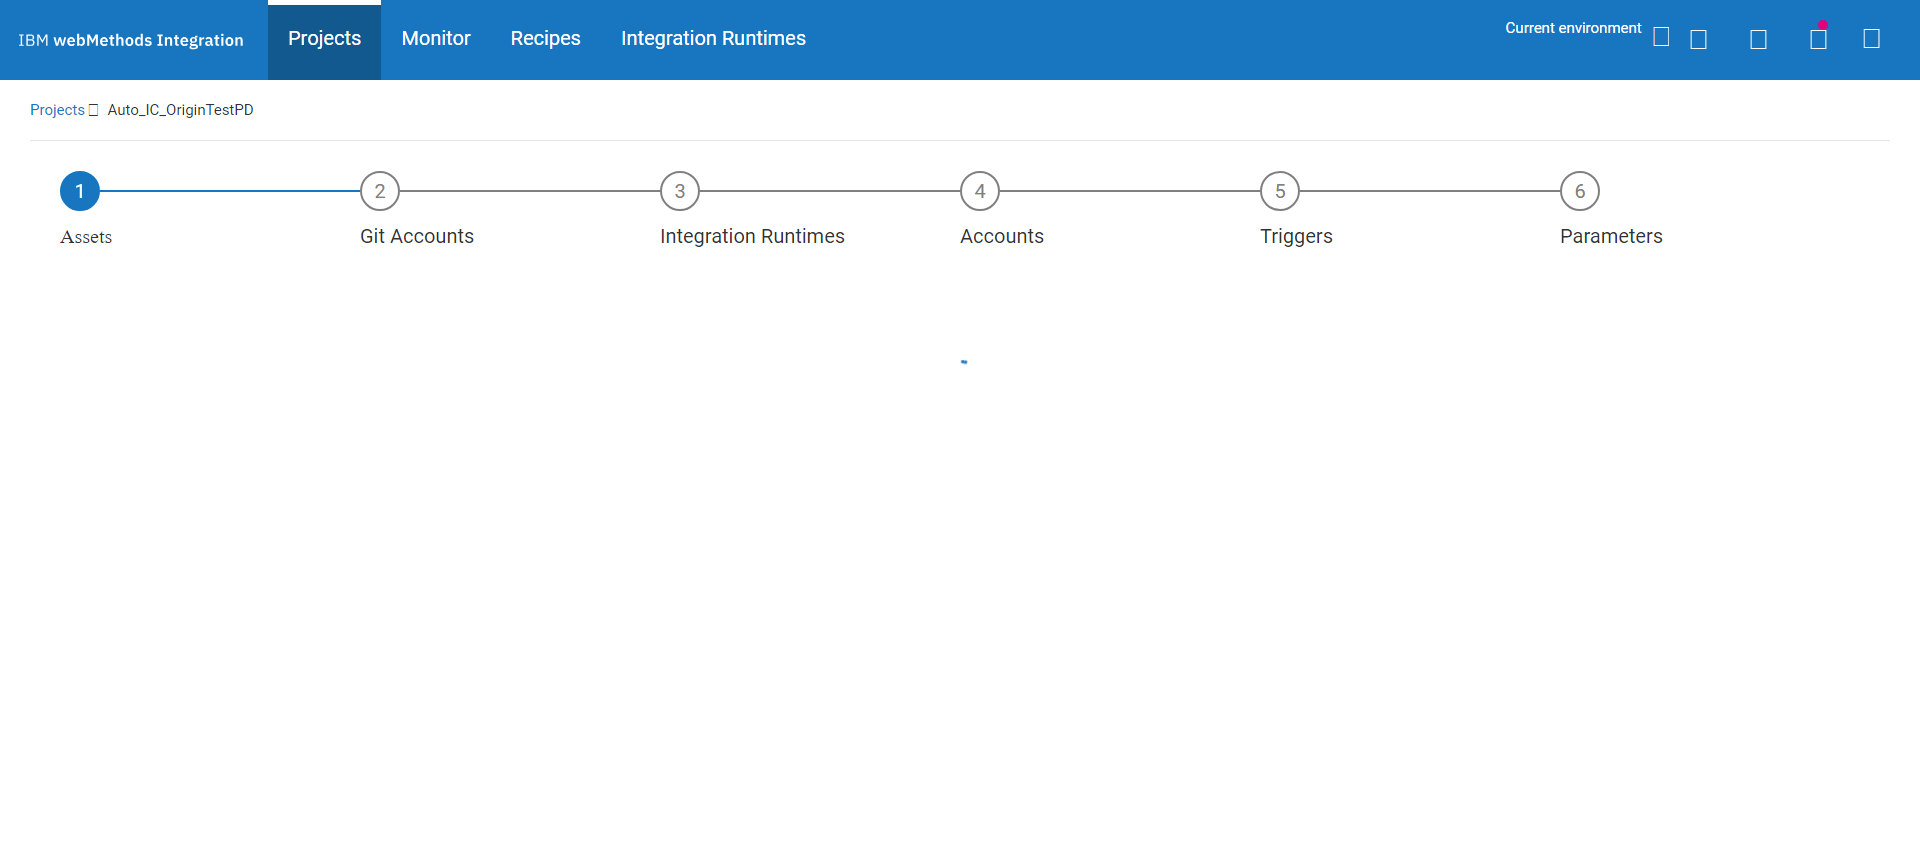 IBM webMethods Integration
Projects
Monitor
Recipes
Integration Runtimes
Current environment
Projects
Auto_IC_OriginTestPD
1
2
3
4
5
6
Assets
Git Accounts
Integration Runtimes
Accounts
Triggers
Parameters